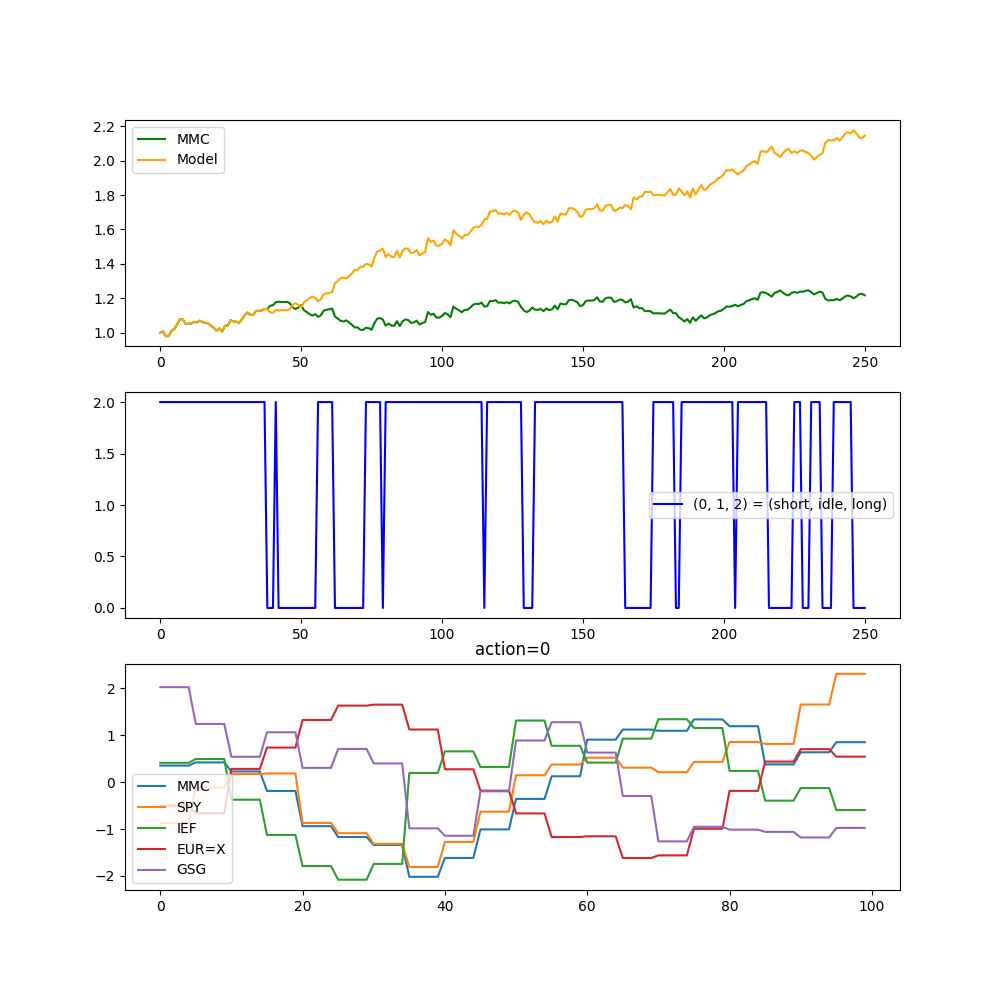 2.2
2.0
1.8
1.6
1.4
1.2
1.0
MMC
Model
0 50 100 150 200 250
2.0
1.5
1.0
0.5
0.0
(0, 1, 2) = (short, idle, long)
0 50 100 150 200 250
action=0
2
1
0
−1
−2
MMC
SPY
IEF
EUR=X
GSG
0 20 40 60 80 100